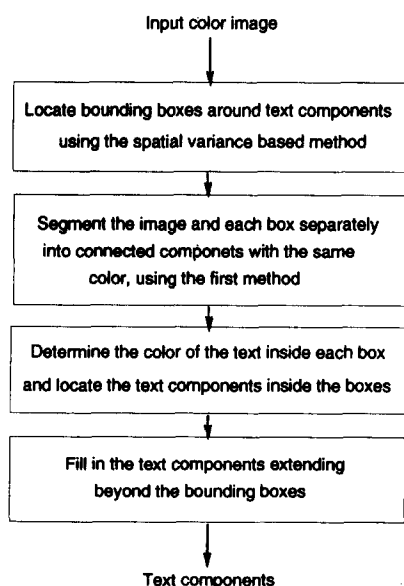 Input color image
Locate bounding boxes around text components
using the spatial variance based method
Segment the image and each box separately
into connected componets with the same
color, using the first method
Determine the color of the text inside each box
and locate the text components inside the boxes
Fill in the text components extending
beyond the bounding boxes
Text components